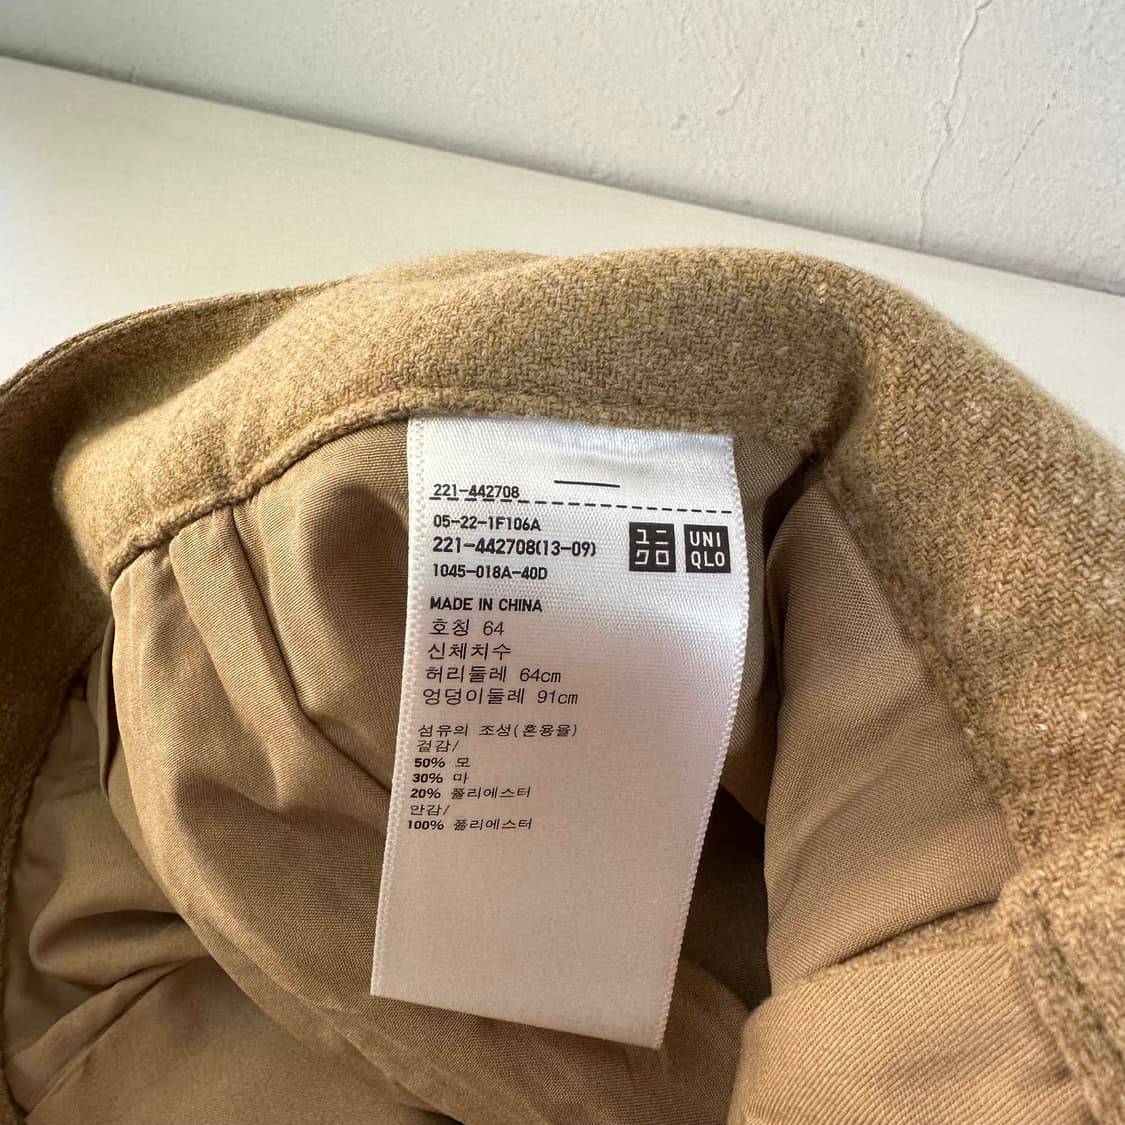 221-442708
05-22-1F106A
221-442708(13-09)
1045-018A-40D
ユニ
クロ
UNI
QLO
MADE IN CHINA
호칭 64
신체치수
허리둘레 64cm
엉덩이둘레 91cm
섬유의 조성(혼용율)
겉감/
50% 모
30% 마
20% 폴리에스터
안감/
100% 폴리에스터